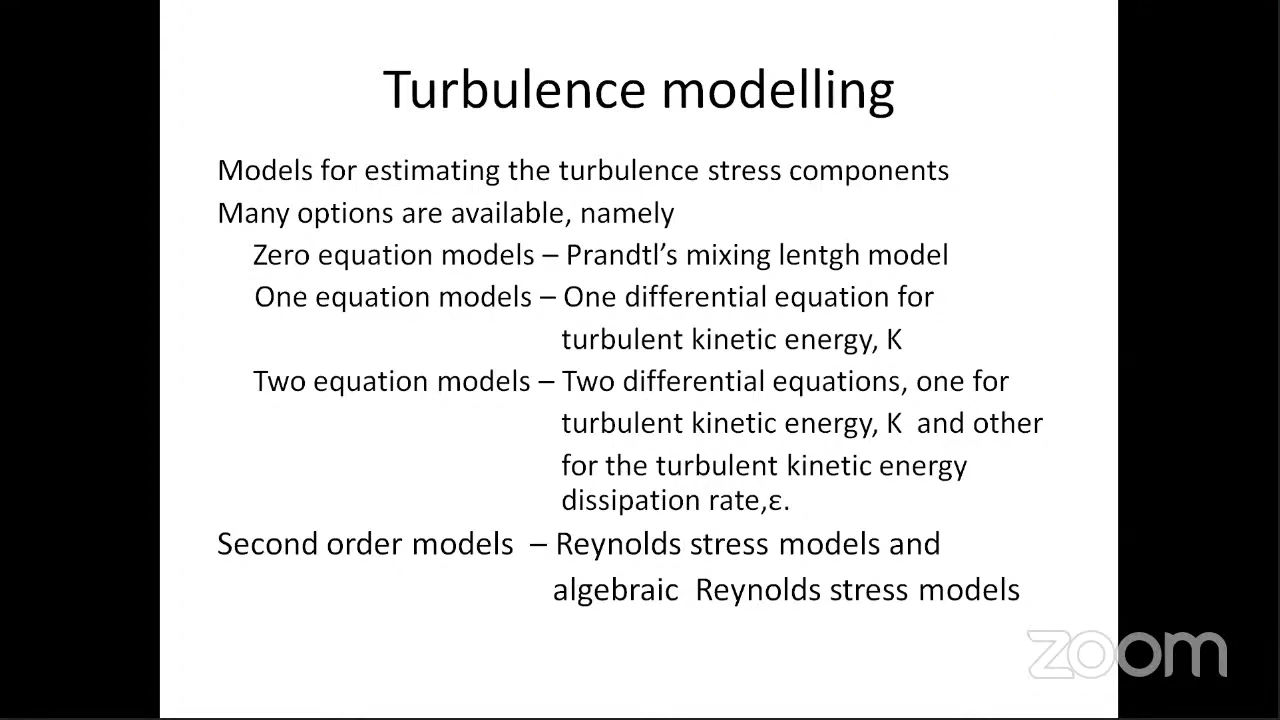 Turbulence modelling
Models for estimating the turbulence stress components
Many options are available, namely
Zero equation models – Prandtl’s mixing lentgh model
One equation models – One differential equation for
turbulent kinetic energy, K
Two equation models – Two differential equations, one for
turbulent kinetic energy, K and other
for the turbulent kinetic energy
dissipation rate,ε.
Second order models – Reynolds stress models and
algebraic Reynolds stress models
zoom